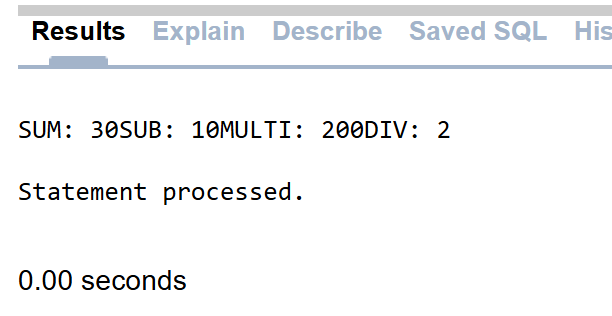 Results Explain Describe Saved SQL His
SUM: 30SUB: 10MULTI: 200DIV: 2
Statement processed.
0.00 seconds